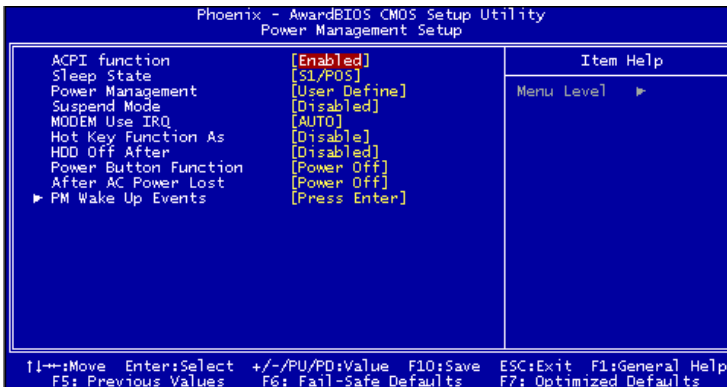 Phoenix - AwardBIOS CMOS Setup Utility
Power Management Setup
ACPI function [Enabled]
Sleep State [S1/POS]
Power Management [User Define]
Suspend Mode [Disabled]
MODEM Use IRQ [AUTO]
Hot Key Function As [Disable]
HDD Off After [Disabled]
Power Button Function [Power Off]
After AC Power Lost [Power Off]
► PM Wake Up Events [Press Enter]
Item Help
Menu Level ►
↑↓→←:Move Enter:Select +/-/PU/PD:Value F10:Save ESC:Exit F1:General Help
F5: Previous Values F6: Fail-Safe Defaults F7: Optimized Defaults